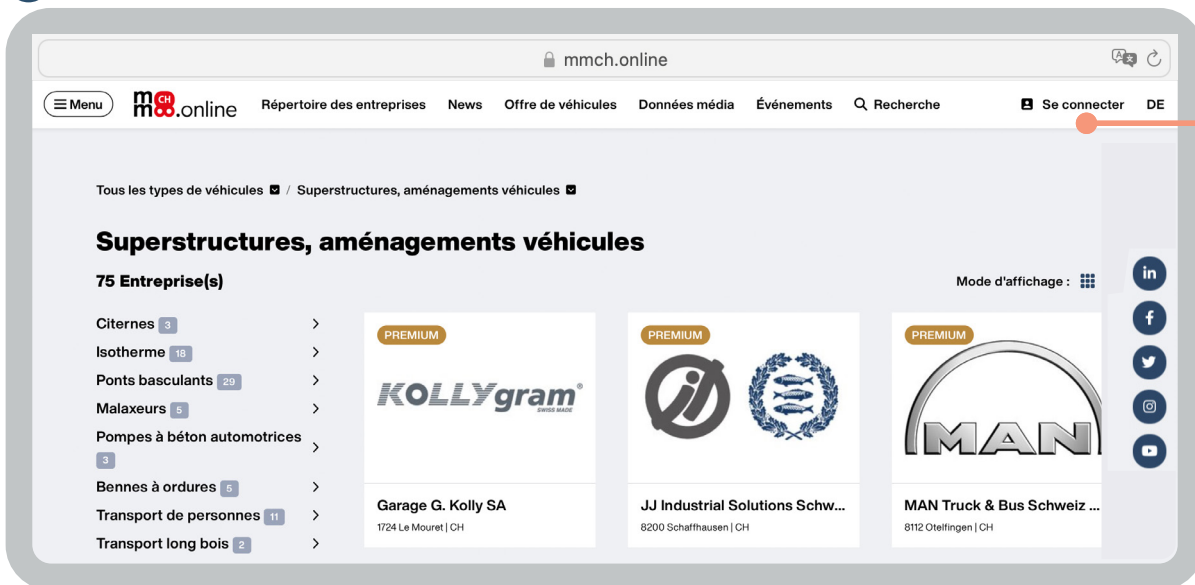 mmch.online
Menu
mmCH.online Répertoire des entreprises News Offre de véhicules Données média Événements Recherche Se connecter DE
Tous les types de véhicules / Superstructures, aménagements véhicules
Superstructures, aménagements véhicules
75 Entreprise(s)
Mode d'affichage :
Citernes 3
Isotherme 18
Ponts basculants 29
Malaxeurs 5
Pompes à béton automotrices
3
Bennes à ordures 5
Transport de personnes 11
Transport long bois 2
PREMIUM
KOLLYgram®
SWISS MADE
Garage G. Kolly SA
1724 Le Mouret | CH
PREMIUM
JJ Industrial Solutions Schw...
8200 Schaffhausen | CH
PREMIUM
MAN
MAN Truck & Bus Schweiz ...
8112 Otelfingen | CH
in
f